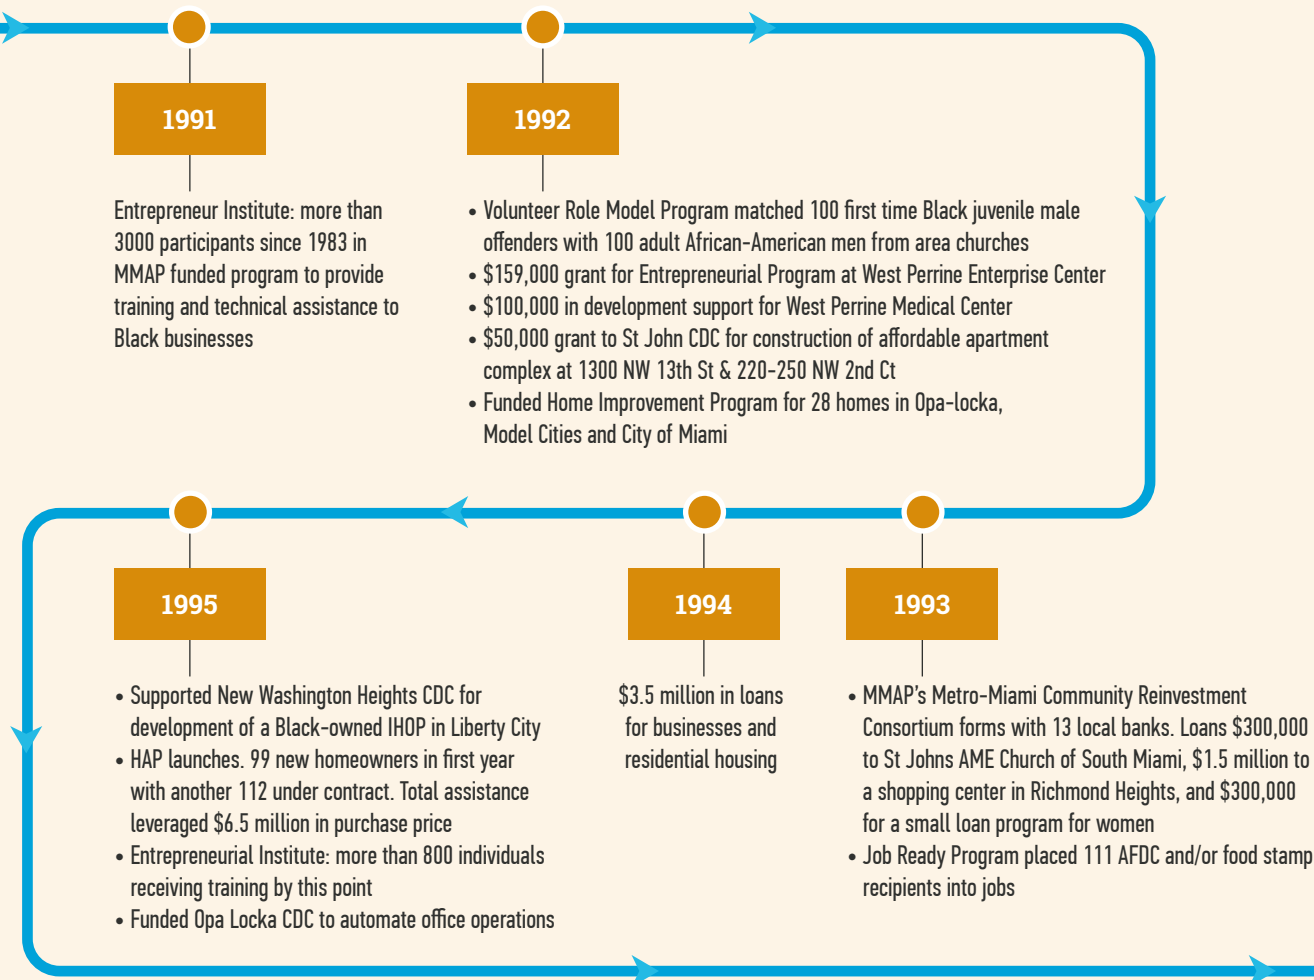 1991
Entrepreneur Institute: more than
3000 participants since 1983 in
MMAP funded program to provide
training and technical assistance to
Black businesses
1992
• Volunteer Role Model Program matched 100 first time Black juvenile male
offenders with 100 adult African-American men from area churches
• $159,000 grant for Entrepreneurial Program at West Perrine Enterprise Center
• $100,000 in development support for West Perrine Medical Center
• $50,000 grant to St John CDC for construction of affordable apartment
complex at 1300 NW 13th St & 220-250 NW 2nd Ct
• Funded Home Improvement Program for 28 homes in Opa-locka,
Model Cities and City of Miami
1993
• MMAP’s Metro-Miami Community Reinvestment
Consortium forms with 13 local banks. Loans $300,000
to St Johns AME Church of South Miami, $1.5 million to
a shopping center in Richmond Heights, and $300,000
for a small loan program for women
• Job Ready Program placed 111 AFDC and/or food stamp
recipients into jobs
1994
$3.5 million in loans
for businesses and
residential housing
1995
• Supported New Washington Heights CDC for
development of a Black-owned IHOP in Liberty City
• HAP launches. 99 new homeowners in first year
with another 112 under contract. Total assistance
leveraged $6.5 million in purchase price
• Entrepreneurial Institute: more than 800 individuals
receiving training by this point
• Funded Opa Locka CDC to automate office operations